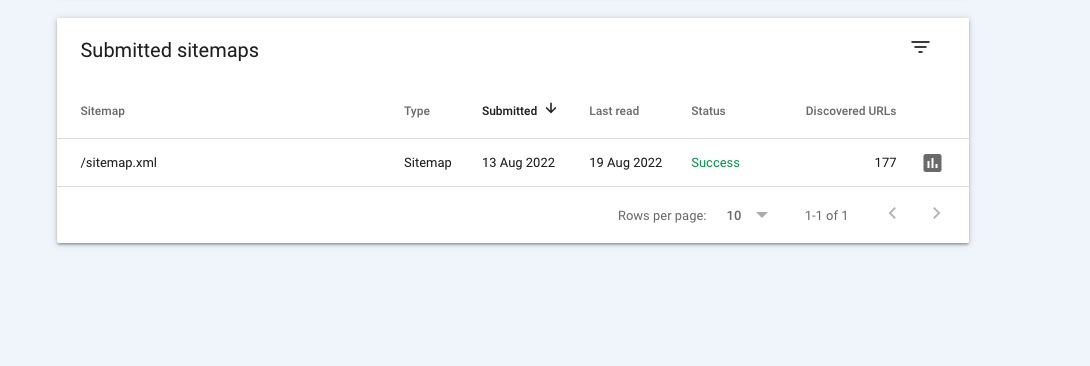 Submitted sitemaps
Sitemap Type Submitted Last read Status Discovered URLs
/sitemap.xml Sitemap 13 Aug 2022 19 Aug 2022 Success 177
Rows per page: 10 1-1 of 1